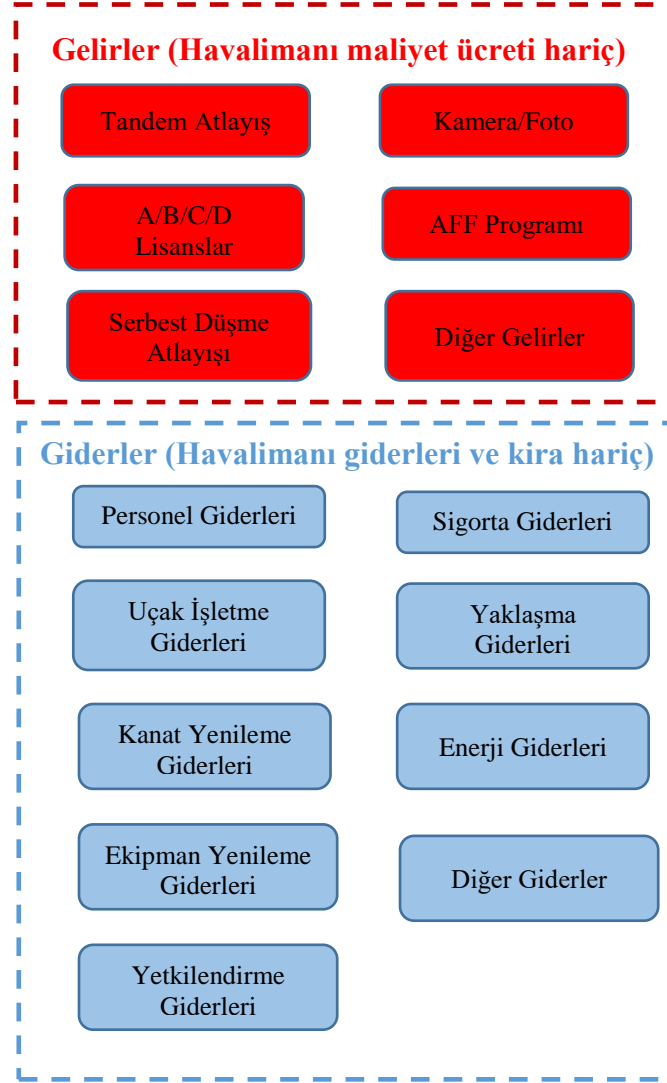 Gelirler (Havalimanı maliyet ücreti hariç)
Tandem Atlayış
Kamera/Foto
A/B/C/D
Lisanslar
AFF Programı
Serbest Düşme
Atlayışı
Diğer Gelirler
Giderler (Havalimanı giderleri ve kira hariç)
Personel Giderleri
Sigorta Giderleri
Uçak İşletme
Giderleri
Yaklaşma
Giderleri
Kanat Yenileme
Giderleri
Enerji Giderleri
Ekipman Yenileme
Giderleri
Diğer Giderler
Yetkilendirme
Giderleri